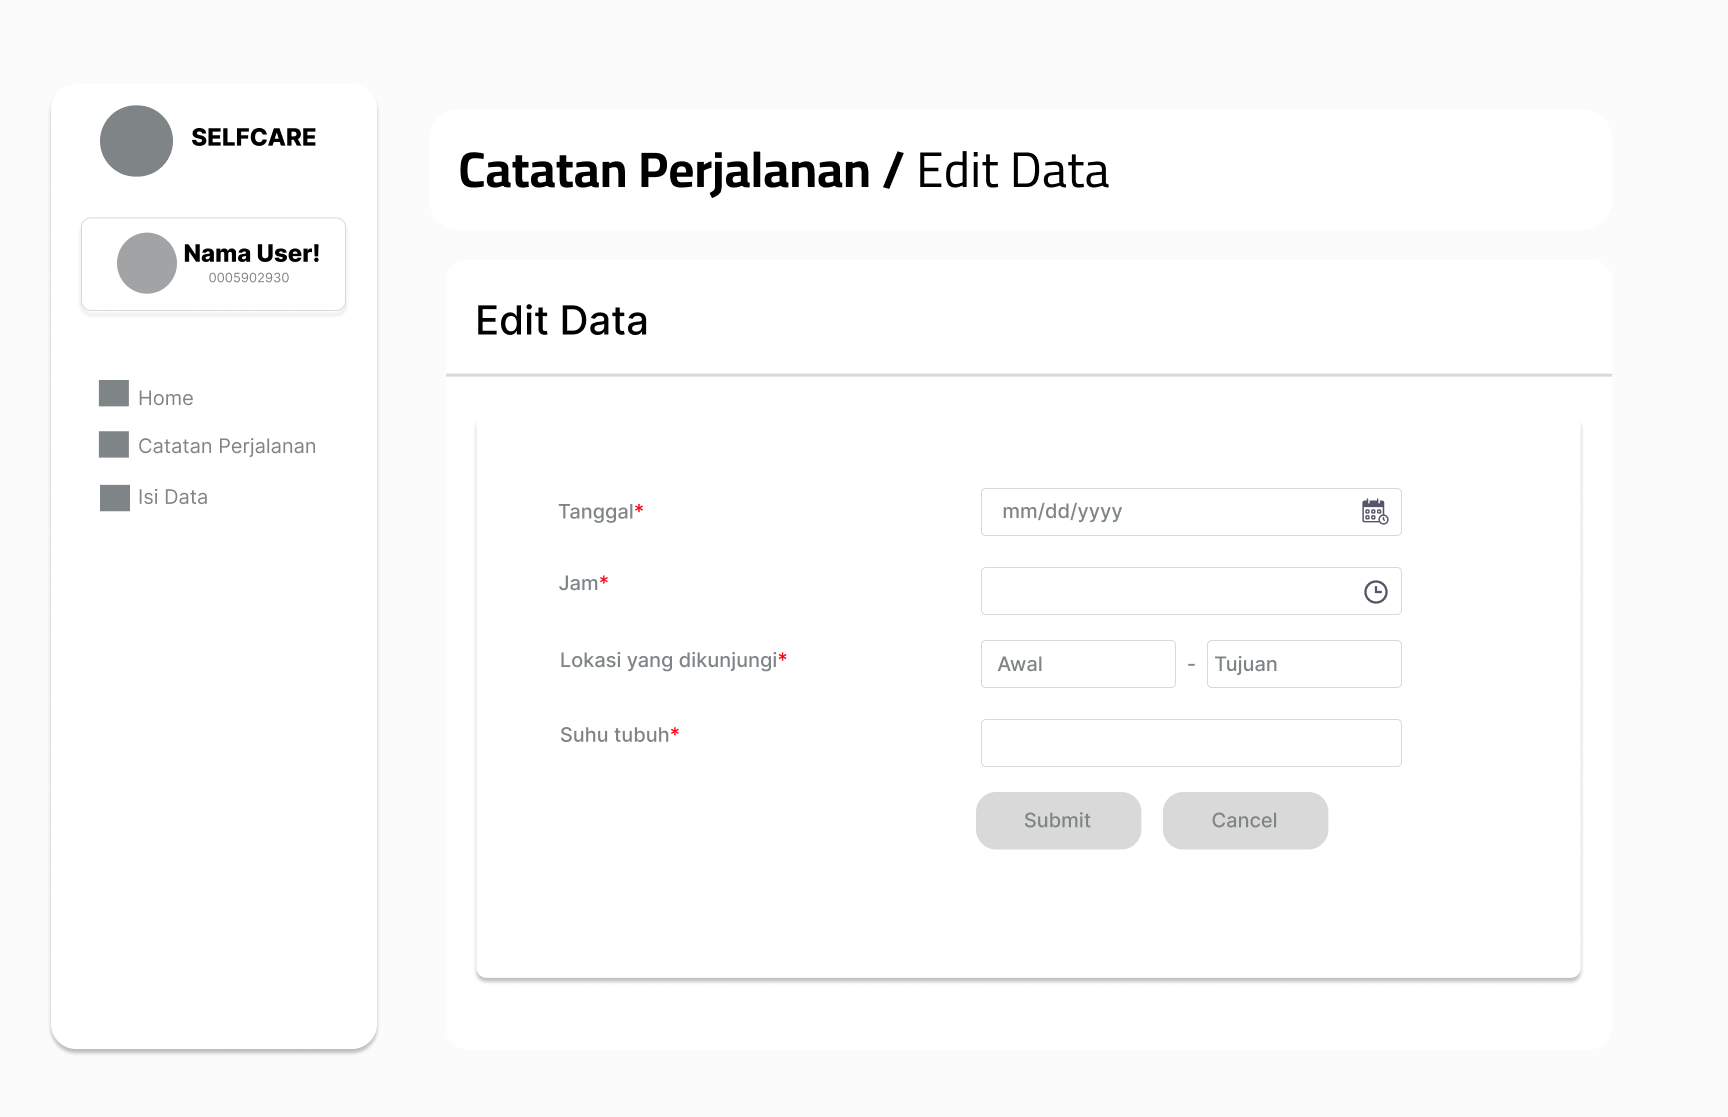 SELFCARE
Nama User!
0005902930
Home
Catatan Perjalanan
Isi Data
Catatan Perjalanan / Edit Data
Edit Data
Tanggal*
mm/dd/yyyy
Jam*
Lokasi yang dikunjungi*
Awal - Tujuan
Suhu tubuh*
Submit
Cancel